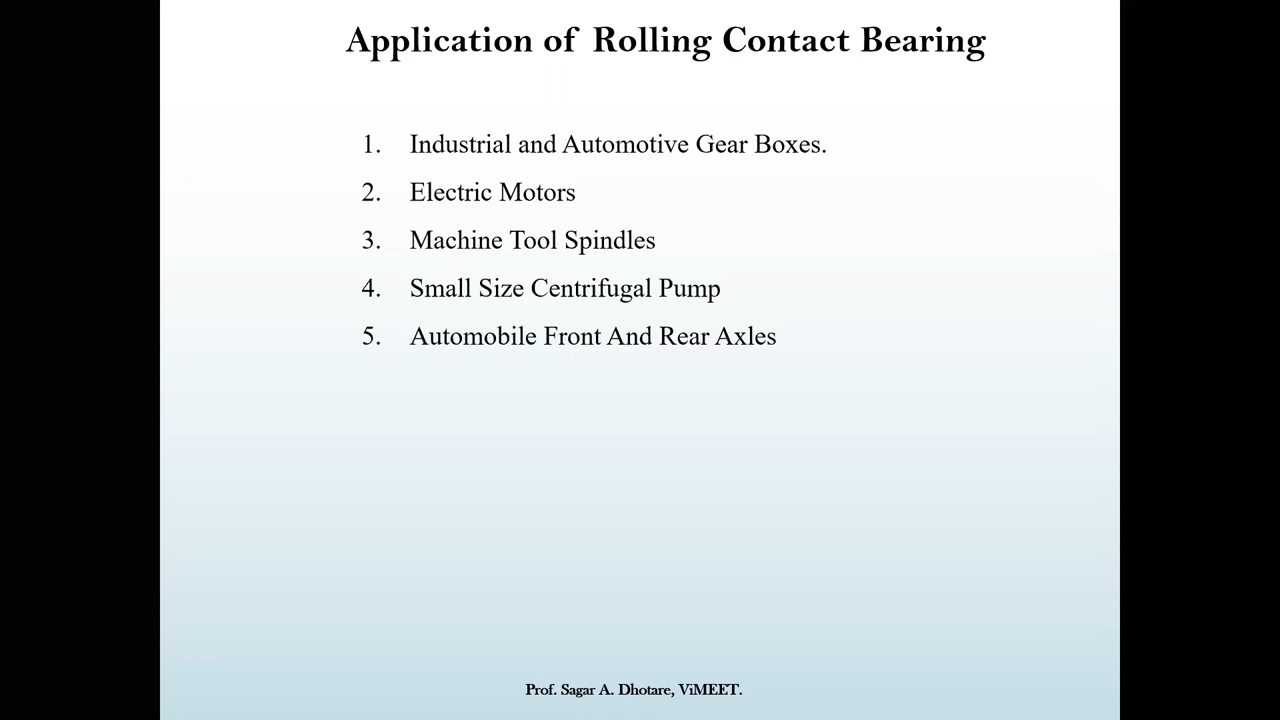 Application of Rolling Contact Bearing
1. Industrial and Automotive Gear Boxes.
2. Electric Motors
3. Machine Tool Spindles
4. Small Size Centrifugal Pump
5. Automobile Front And Rear Axles
Prof. Sagar A. Dhotare, ViMEET.